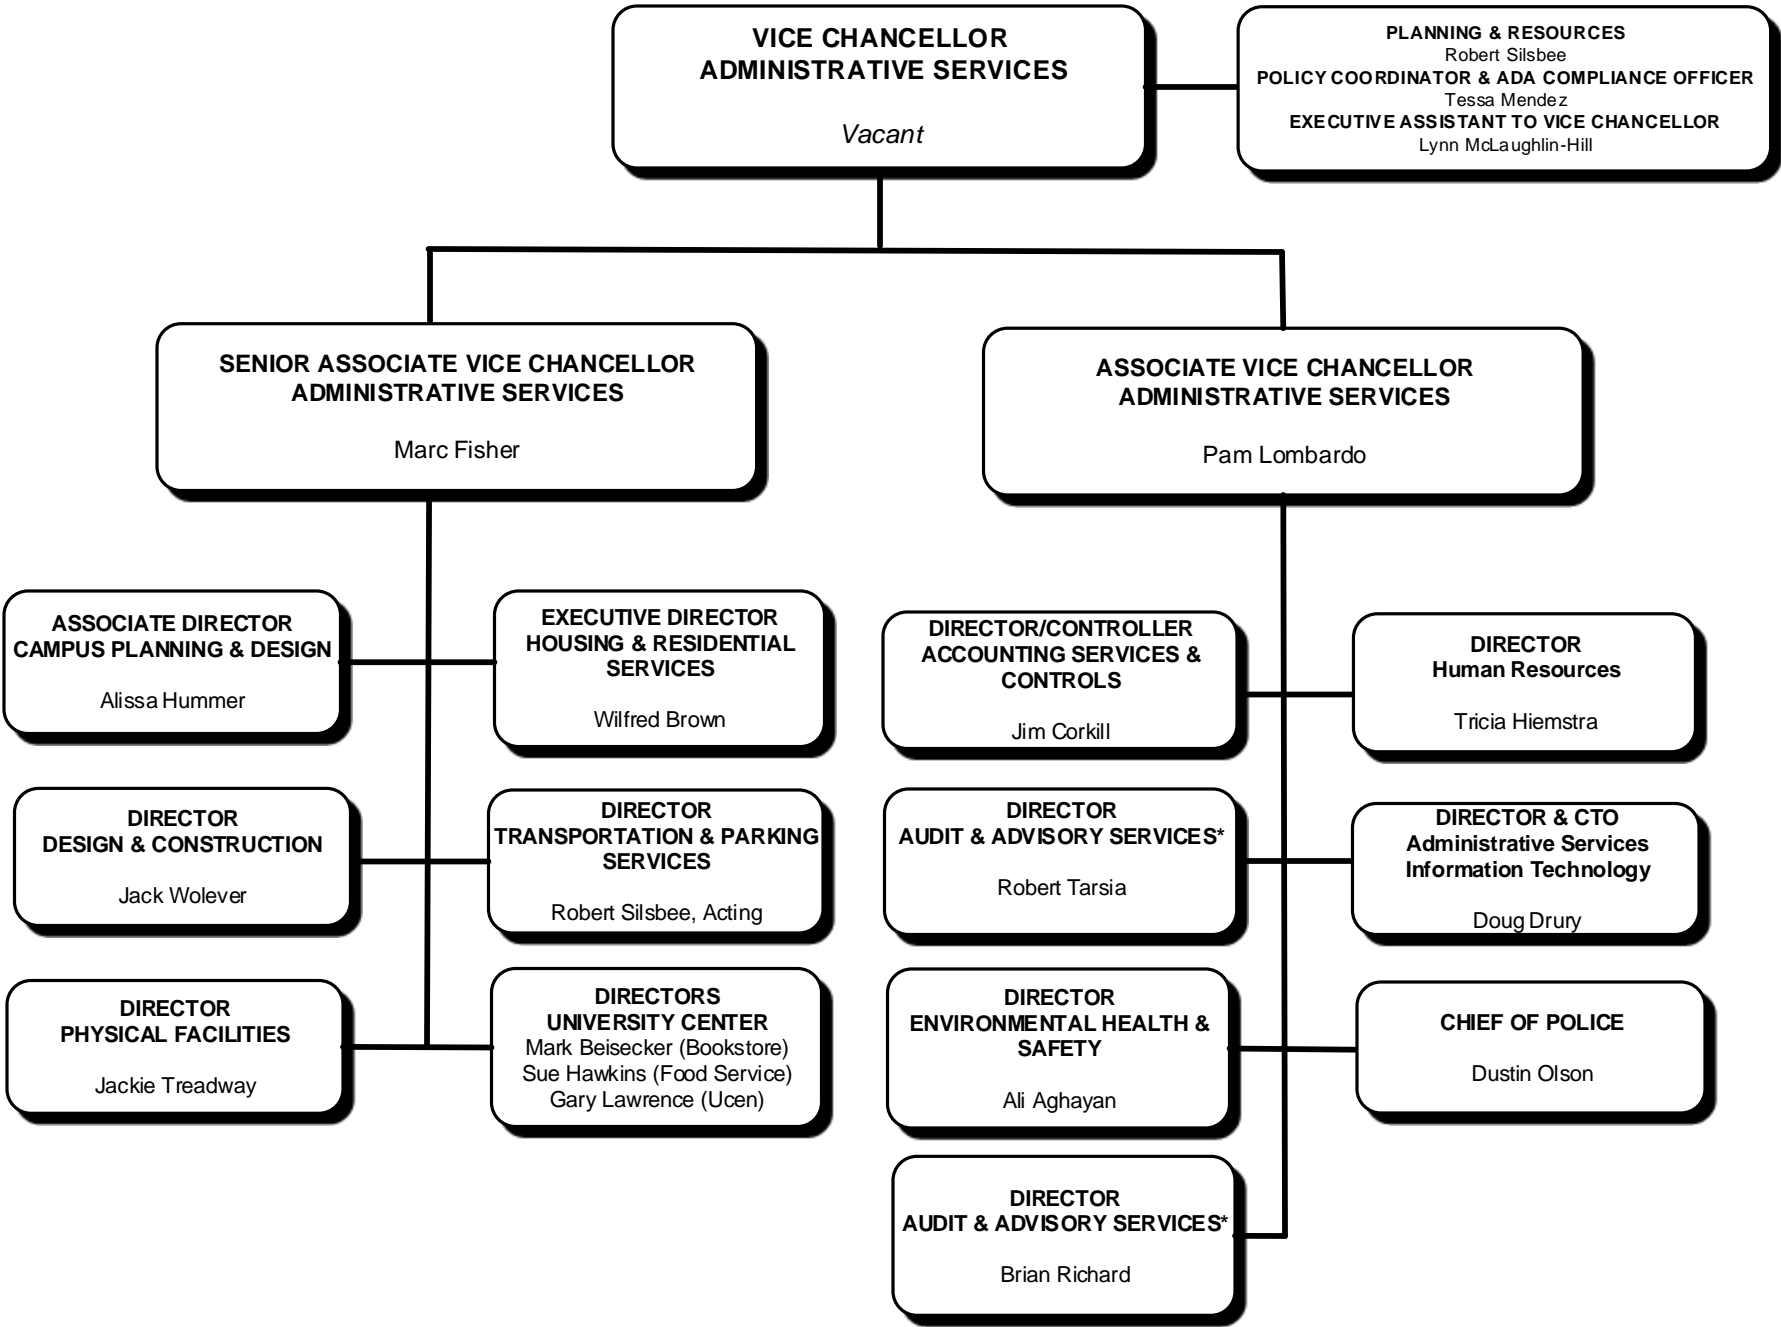 VICE CHANCELLOR
ADMINISTRATIVE SERVICES
Vacant
PLANNING & RESOURCES
Robert Silsbee
POLICY COORDINATOR & ADA COMPLIANCE OFFICER
Tessa Mendez
EXECUTIVE ASSISTANT TO VICE CHANCELLOR
Lynn McLaughlin-Hill
SENIOR ASSOCIATE VICE CHANCELLOR
ADMINISTRATIVE SERVICES
Marc Fisher
ASSOCIATE VICE CHANCELLOR
ADMINISTRATIVE SERVICES
Pam Lombardo
ASSOCIATE DIRECTOR
CAMPUS PLANNING & DESIGN
Alissa Hummer
EXECUTIVE DIRECTOR
HOUSING & RESIDENTIAL
SERVICES
Wilfred Brown
DIRECTOR/CONTROLLER
ACCOUNTING SERVICES &
CONTROLS
Jim Corkill
DIRECTOR
Human Resources
Tricia Hiemstra
DIRECTOR
DESIGN & CONSTRUCTION
Jack Wolever
DIRECTOR
TRANSPORTATION & PARKING
SERVICES
Robert Silsbee, Acting
DIRECTOR
AUDIT & ADVISORY SERVICES*
Robert Tarsia
DIRECTOR & CTO
Administrative Services
Information Technology
Doug Drury
DIRECTOR
PHYSICAL FACILITIES
Jackie Treadway
DIRECTORS
UNIVERSITY CENTER
Mark Beisecker (Bookstore)
Sue Hawkins (Food Service)
Gary Lawrence (Ucen)
DIRECTOR
ENVIRONMENTAL HEALTH &
SAFETY
Ali Aghayan
CHIEF OF POLICE
Dustin Olson
DIRECTOR
AUDIT & ADVISORY SERVICES*
Brian Richard